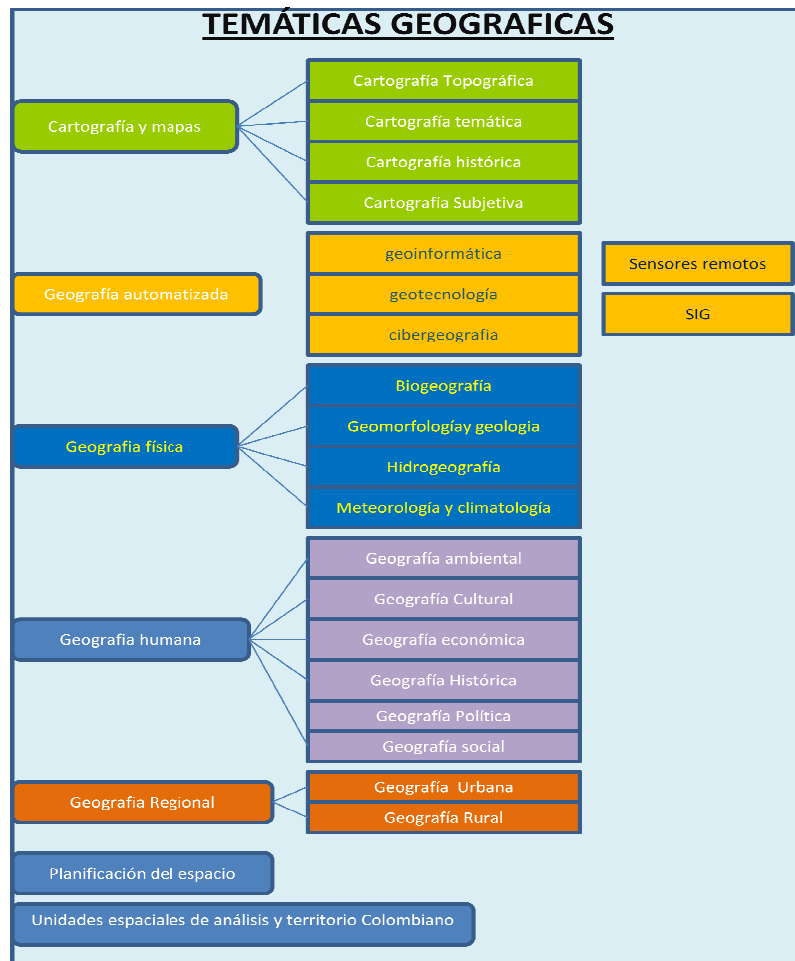 TEMÁTICAS GEOGRAFICAS
Cartografía y mapas
Cartografía Topográfica
Cartografía temática
Cartografía histórica
Cartografía Subjetiva
Geografía automatizada
geoinformática
geotecnología
cibergeografia
Sensores remotos
SIG
Geografia física
Biogeografía
Geomorfologíay geologia
Hidrogeografía
Meteorología y climatología
Geografia humana
Geografía ambiental
Geografía Cultural
Geografía económica
Geografía Histórica
Geografía Política
Geografía social
Geografia Regional
Geografía Urbana
Geografía Rural
Planificación del espacio
Unidades espaciales de análisis y territorio Colombiano